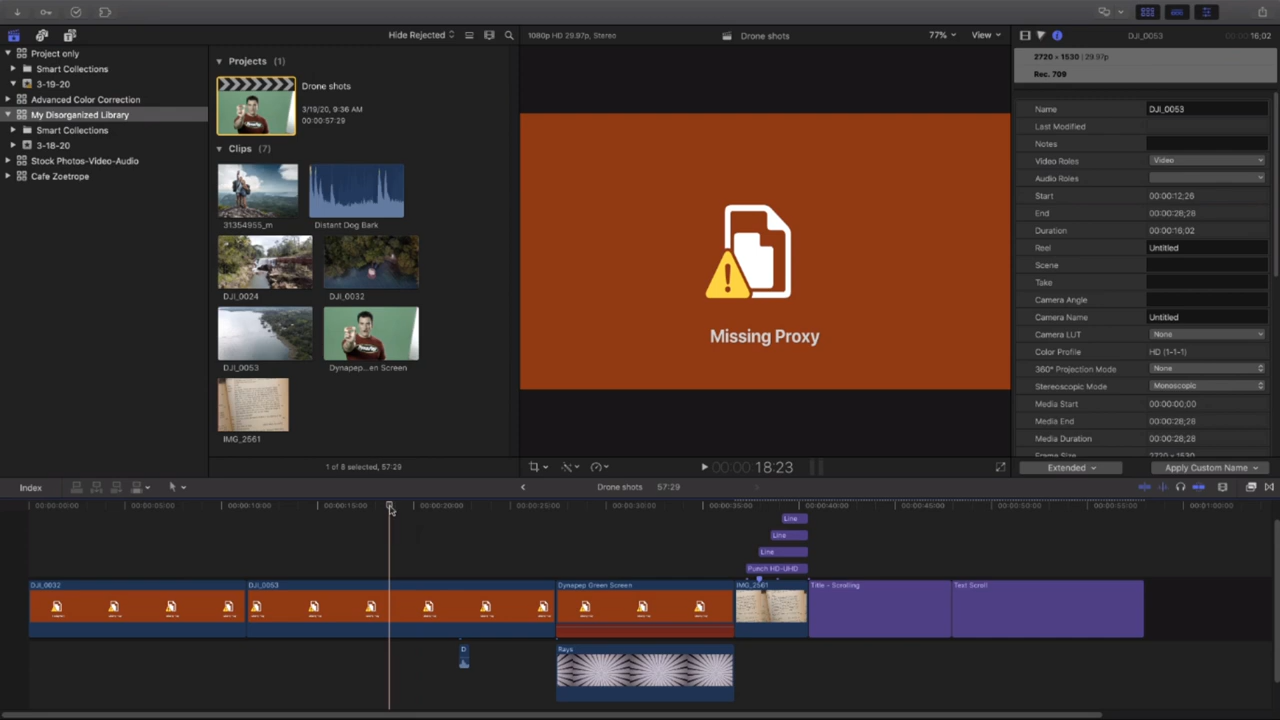 Hide Rejected
1080p HD 29.97p, Stereo
Drone shots
77%
View
DJI_0053
16;02
Project only
Smart Collections
3-19-20
Advanced Color Correction
My Disorganized Library
Smart Collections
3-18-20
Stock Photos-Video-Audio
Cafe Zoetrope
Projects (1)
Drone shots
3/19/20, 9:36 AM
00:00:57:29
Clips (7)
31354955_m
Distant Dog Bark
DJI_0024
DJI_0032
DJI_0053
Dynapep...en Screen
IMG_2561
1 of 8 selected, 57:29
Missing Proxy
00:00:18:23
2720 × 1530 | 29.97p
Rec. 709
Name DJI_0053
Last Modified
Notes
Video Roles Video
Audio Roles
Start 00:00:12;26
End 00:00:28;28
Duration 00:00:16;02
Reel Untitled
Scene
Take
Camera Angle
Camera Name Untitled
Camera LUT None
Color Profile HD (1-1-1)
360° Projection Mode None
Stereoscopic Mode Monoscopic
Media Start 00:00:00;00
Media End 00:00:28;28
Media Duration 00:00:28;28
Frame Size 2720 × 1530
Extended
Apply Custom Name
Index
Drone shots
57:29
00:00:00:00
00:00:05:00
00:00:10:00
00:00:15:00
00:00:20:00
00:00:25:00
00:00:30:00
00:00:35:00
00:00:40:00
00:00:45:00
00:00:50:00
00:00:55:00
00:01:00:00
Line
Line
Line
Punch HD-UHD
DJI_0032
DJI_0053
Dynapep Green Screen
IMG_2561
Title - Scrolling
Text Scroll
D
Rays